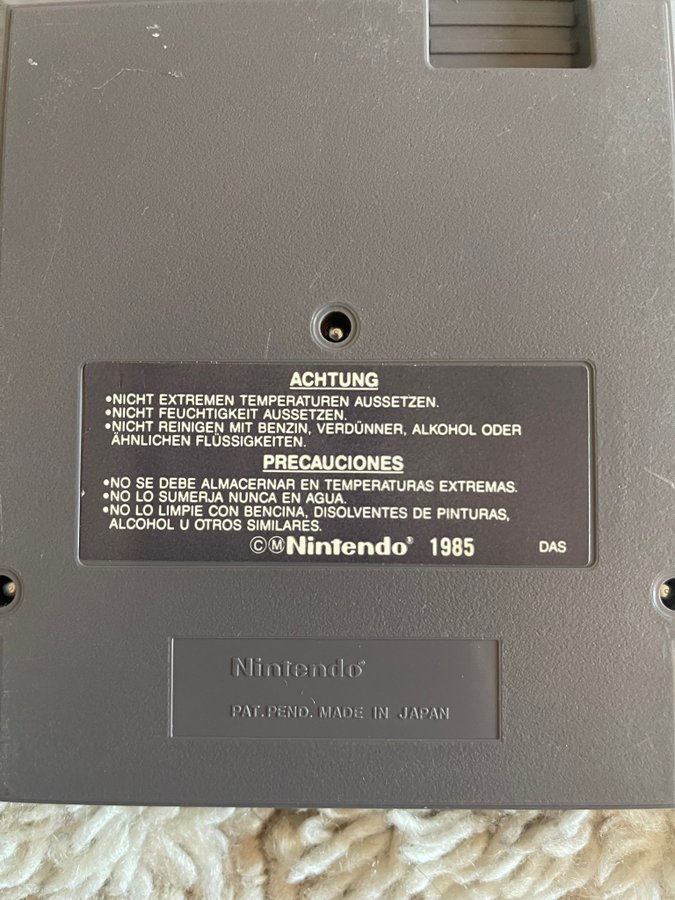 ACHTUNG
•NICHT EXTREMEN TEMPERATUREN AUSSETZEN.
•NICHT FEUCHTIGKEIT AUSSETZEN.
•NICHT REINIGEN MIT BENZIN, VERDÜNNER, ALKOHOL ODER
ÄHNLICHEN FLÜSSIGKEITEN.
PRECAUCIONES
•NO SE DEBE ALMACERNAR EN TEMPERATURAS EXTREMAS.
•NO LO SUMERJA NUNCA EN AGUA.
•NO LO LIMPIE CON BENCINA, DISOLVENTES DE PINTURAS,
ALCOHOL U OTROS SIMILARES.
ⒸⓂNintendo® 1985 DAS
Nintendo®
PAT. PEND. MADE IN JAPAN